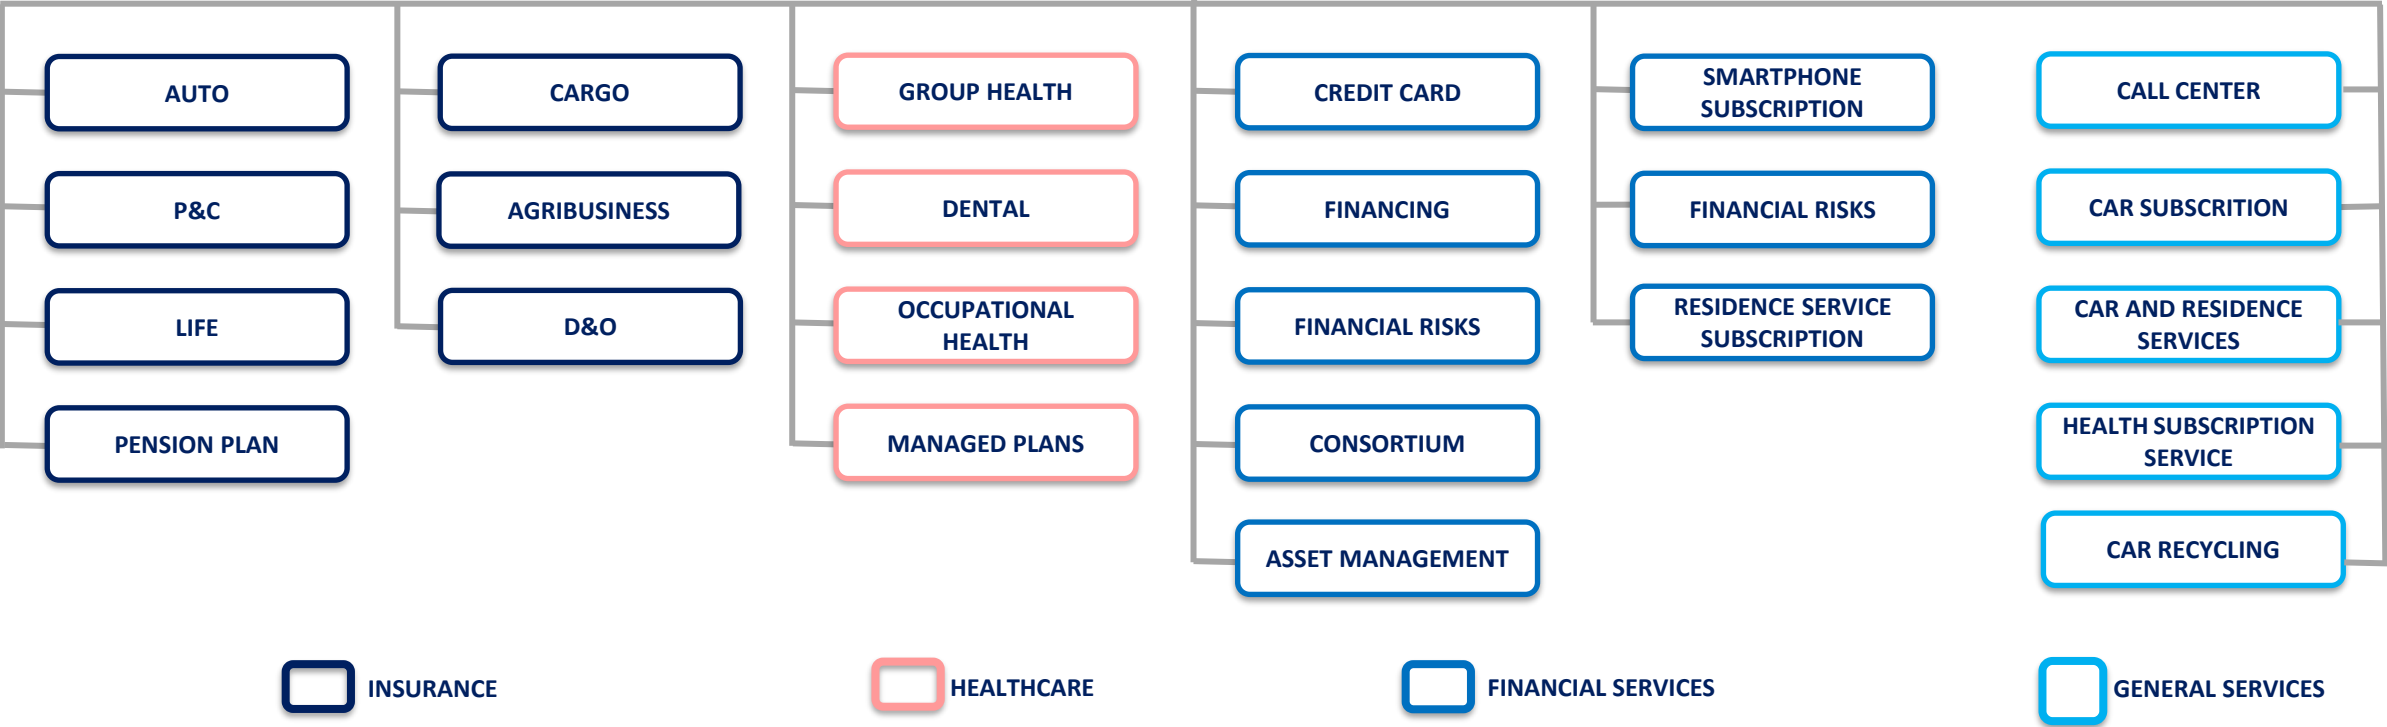 AUTO
P&C
LIFE
PENSION PLAN
CARGO
AGRIBUSINESS
D&O
GROUP HEALTH
DENTAL
OCCUPATIONAL
HEALTH
MANAGED PLANS
CREDIT CARD
FINANCING
FINANCIAL RISKS
CONSORTIUM
ASSET MANAGEMENT
SMARTPHONE
SUBSCRIPTION
FINANCIAL RISKS
RESIDENCE SERVICE
SUBSCRIPTION
CALL CENTER
CAR SUBSCRITION
CAR AND RESIDENCE
SERVICES
HEALTH SUBSCRIPTION
SERVICE
CAR RECYCLING
INSURANCE
HEALTHCARE
FINANCIAL SERVICES
GENERAL SERVICES